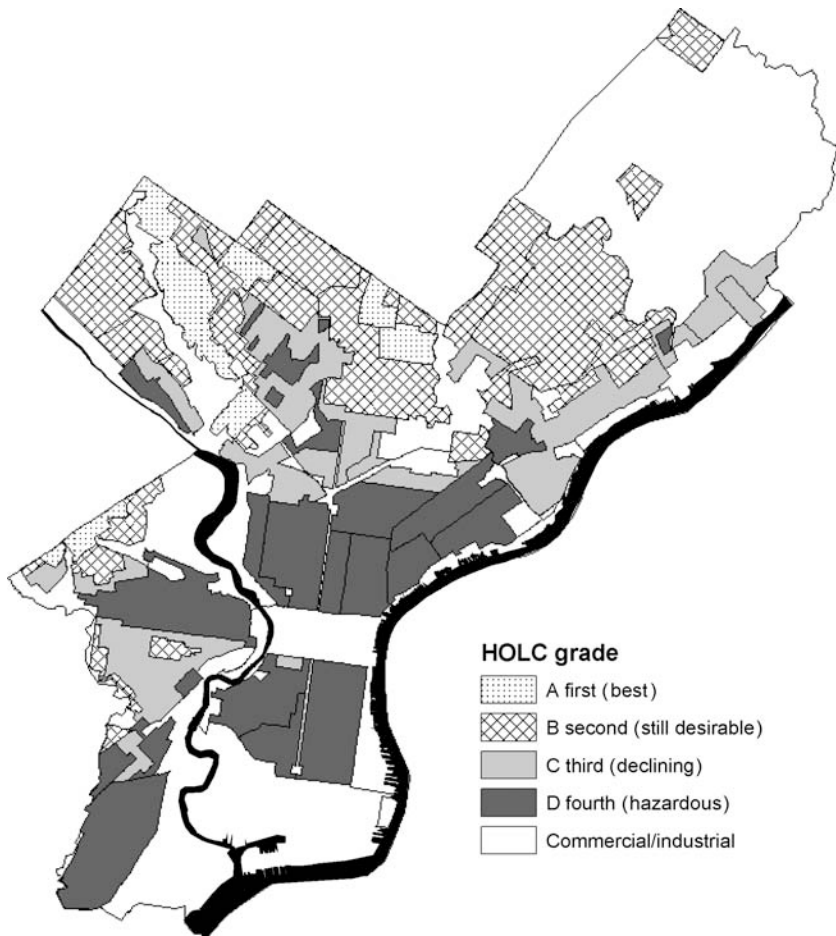 HOLC grade
A first (best)
B second (still desirable)
C third (declining)
D fourth (hazardous)
Commercial/industrial